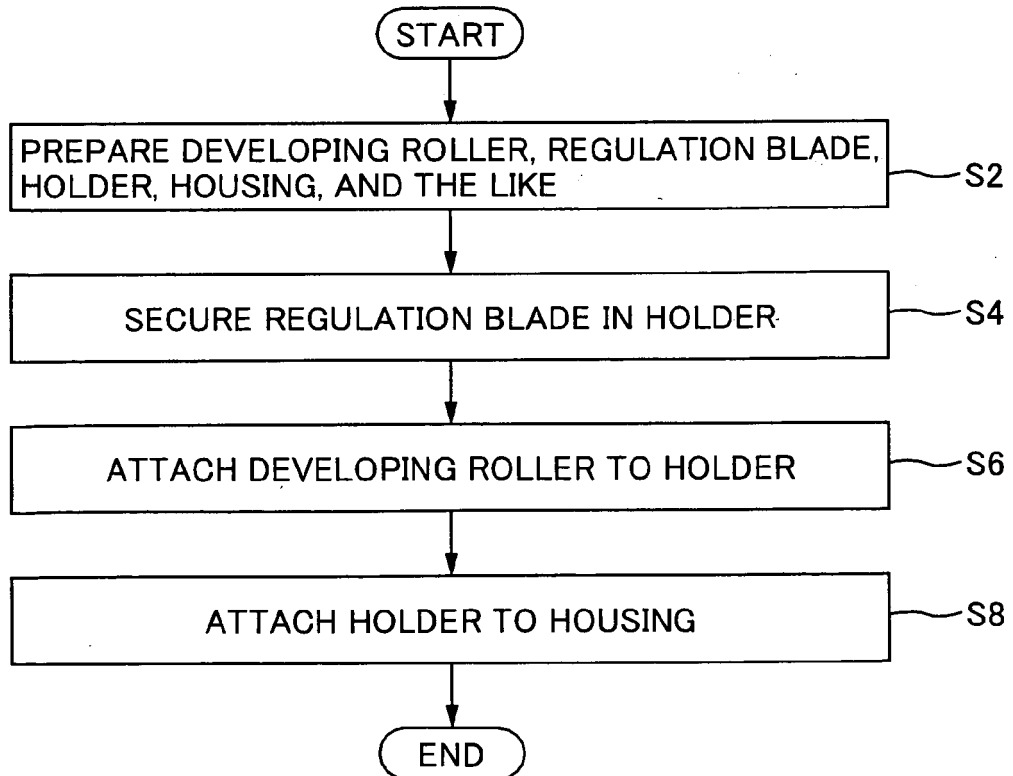 START
PREPARE DEVELOPING ROLLER, REGULATION BLADE,
HOLDER, HOUSING, AND THE LIKE
S2
SECURE REGULATION BLADE IN HOLDER
S4
ATTACH DEVELOPING ROLLER TO HOLDER
S6
ATTACH HOLDER TO HOUSING
S8
END